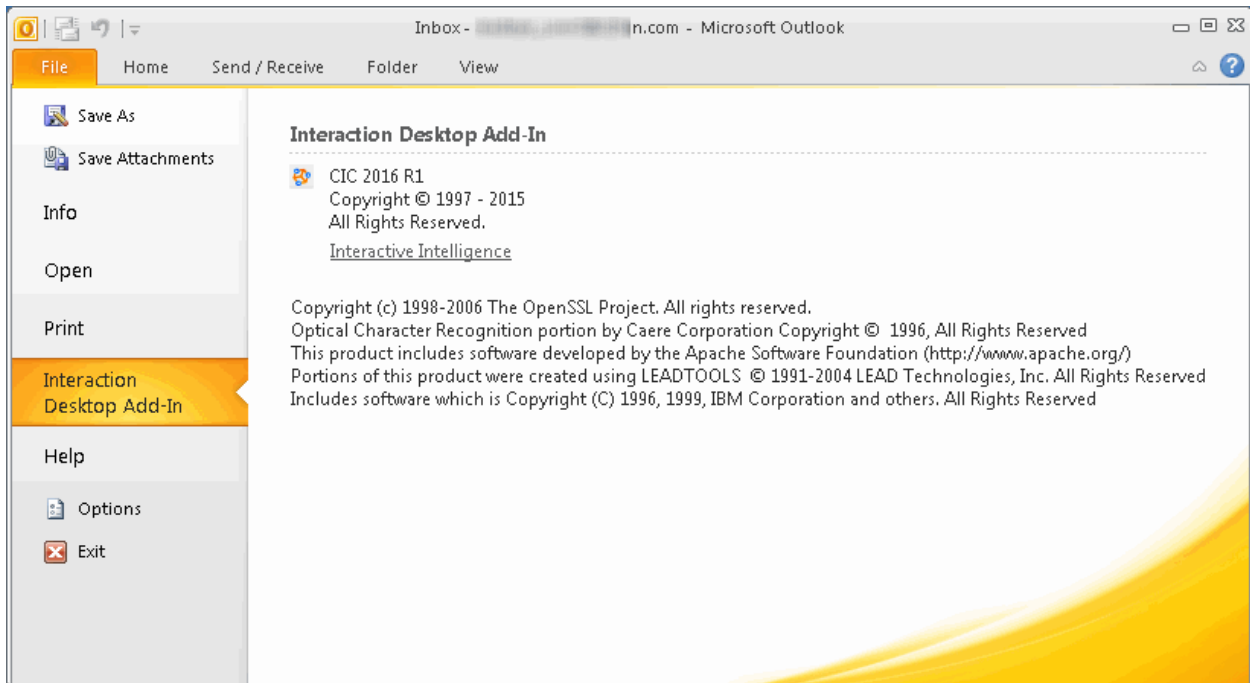 Inbox - n.com - Microsoft Outlook
File Home Send / Receive Folder View
Save As
Save Attachments
Info
Open
Print
Interaction
Desktop Add-In
Help
Options
Exit
Interaction Desktop Add-In
CIC 2016 R1
Copyright © 1997 - 2015
All Rights Reserved.
Interactive Intelligence
Copyright (c) 1998-2006 The OpenSSL Project. All rights reserved.
Optical Character Recognition portion by Caere Corporation Copyright © 1996, All Rights Reserved
This product includes software developed by the Apache Software Foundation (http://www.apache.org/)
Portions of this product were created using LEADTOOLS © 1991-2004 LEAD Technologies, Inc. All Rights Reserved
Includes software which is Copyright (C) 1996, 1999, IBM Corporation and others. All Rights Reserved